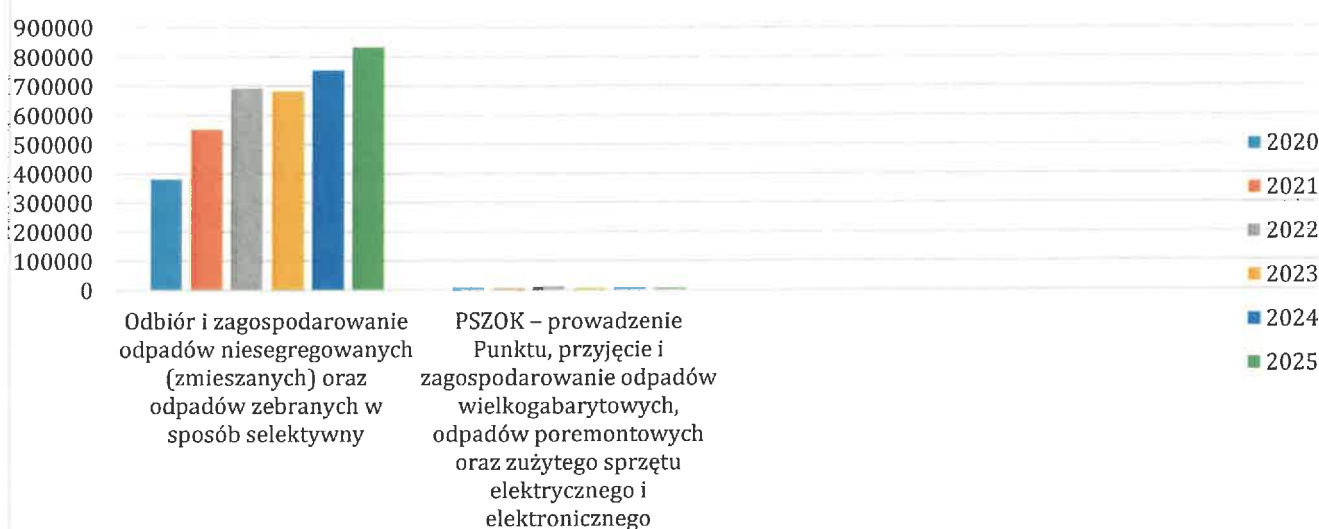 900000
800000
700000
600000
500000
400000
300000
200000
100000
0
Odbiór i zagospodarowanie
odpadów niesegregowanych
(zmieszanych) oraz
odpadów zebranych w
sposób selektywny
PSZOK – prowadzenie
Punktu, przyjęcie i
zagospodarowanie odpadów
wielkogabarytowych,
odpadów poremontowych
oraz zużytego sprzętu
elektrycznego i
elektronicznego
2020
2021
2022
2023
2024
2025